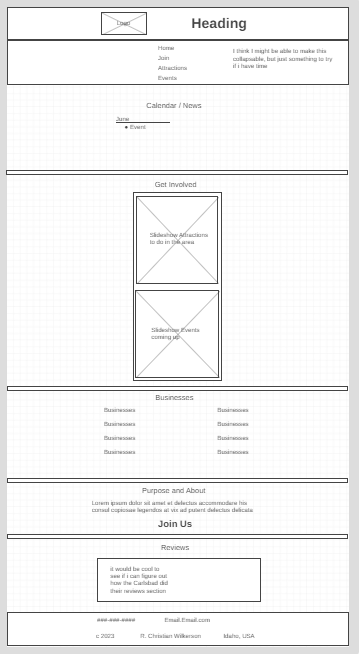 Logo
Heading
Home
Join
Attractions
Events
I think I might be able to make this
collapsable, but just something to try
if i have time
Calendar / News
June
● Event
Get Involved
Slideshow Attractions
to do in the area
Slideshow Events
coming up
Businesses
Businesses Businesses
Businesses Businesses
Businesses Businesses
Businesses Businesses
Purpose and About
Lorem ipsum dolor sit amet et delectus accommodare his
consul copiosae legendos at vix ad putent delectus delicata
Join Us
Reviews
it would be cool to
see if i can figure out
how the Carlsbad did
their reviews section
###-###-#### Email.Email.com
c 2023 R. Christian Wilkerson Idaho, USA